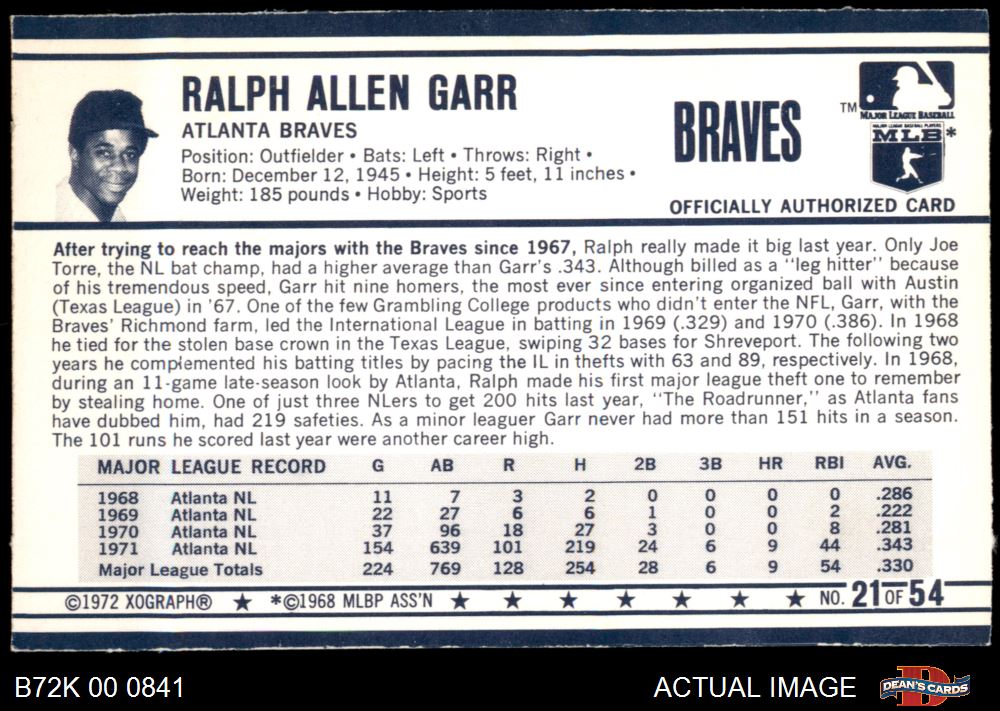 RALPH ALLEN GARR
ATLANTA BRAVES
Position: Outfielder • Bats: Left • Throws: Right •
Born: December 12, 1945 • Height: 5 feet, 11 inches •
Weight: 185 pounds • Hobby: Sports
BRAVES
TM
MAJOR LEAGUE BASEBALL
MAJOR LEAGUE BASEBALL PLAYERS
MLB*
OFFICIALLY AUTHORIZED CARD
After trying to reach the majors with the Braves since 1967, Ralph really made it big last year. Only Joe
Torre, the NL bat champ, had a higher average than Garr's .343. Although billed as a "leg hitter" because
of his tremendous speed, Garr hit nine homers, the most ever since entering organized ball with Austin
(Texas League) in '67. One of the few Grambling College products who didn't enter the NFL, Garr, with the
Braves' Richmond farm, led the International League in batting in 1969 (.329) and 1970 (.386). In 1968
he tied for the stolen base crown in the Texas League, swiping 32 bases for Shreveport. The following two
years he complemented his batting titles by pacing the IL in thefts with 63 and 89, respectively. In 1968,
during an 11-game late-season look by Atlanta, Ralph made his first major league theft one to remember
by stealing home. One of just three NLers to get 200 hits last year, "The Roadrunner," as Atlanta fans
have dubbed him, had 219 safeties. As a minor leaguer Garr never had more than 151 hits in a season.
The 101 runs he scored last year were another career high.
MAJOR LEAGUE RECORD G AB R H 2B 3B HR RBI AVG.
1968 Atlanta NL 11 7 3 2 0 0 0 0 .286
1969 Atlanta NL 22 27 6 6 1 0 0 2 .222
1970 Atlanta NL 37 96 18 27 3 0 0 8 .281
1971 Atlanta NL 154 639 101 219 24 6 9 44 .343
Major League Totals 224 769 128 254 28 6 9 54 .330
©1972 XOGRAPH® ★ *©1968 MLBP ASS'N ★ ★ ★ ★ ★ ★ ★ NO. 21 OF 54
B72K 00 0841
ACTUAL IMAGE
D
DEAN'S CARDS